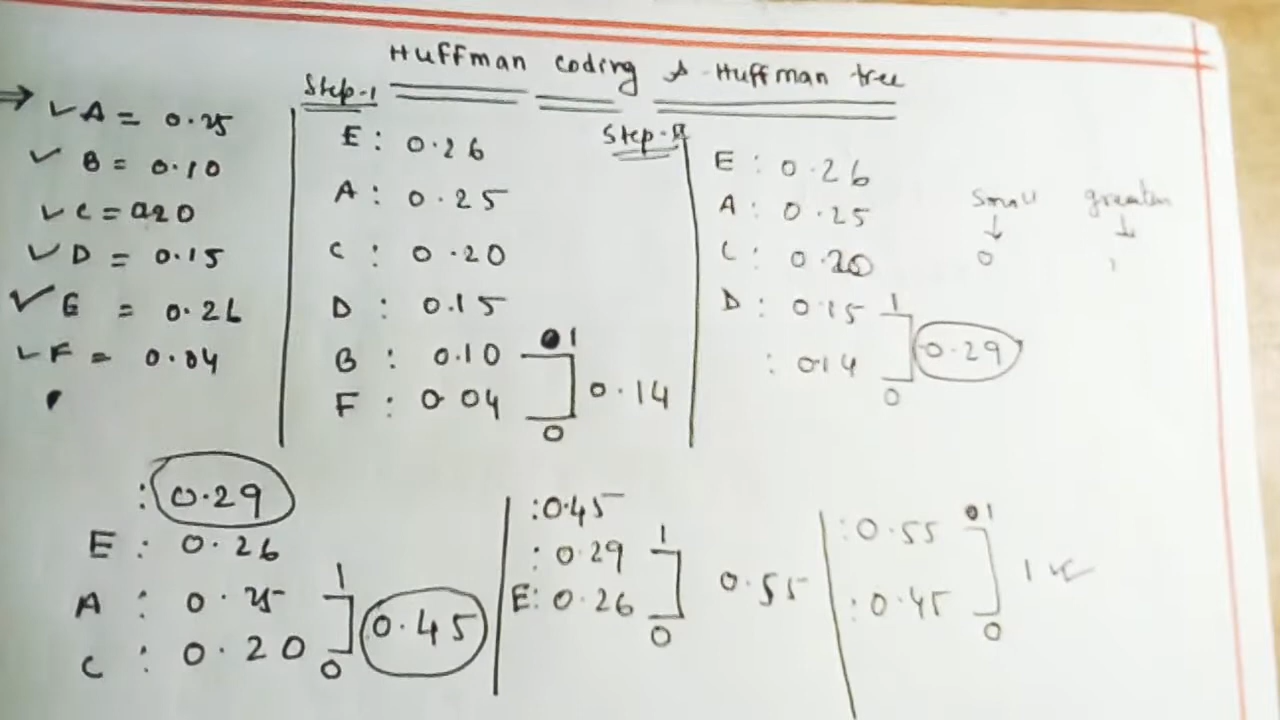 Huffman coding & Huffman tree
⇒ ✓ A = 0.25
✓ B = 0.10
✓ C = 0.20
✓ D = 0.15
✓ E = 0.26
✓ F = 0.04
Step-1
E : 0.26
A : 0.25
C : 0.20
D : 0.15
B : 0.10 1
F : 0.04 0
0.14
Step-II
E : 0.26
A : 0.25
C : 0.20
D : 0.15 1
: 0.14 0
0.29
small greater
↓ ↓
0 1
: 0.29
E : 0.26
A : 0.25 1
C : 0.20 0
0.45
: 0.45
: 0.29 1
E : 0.26 0
0.55
: 0.55 1
: 0.45 0
1 ✓